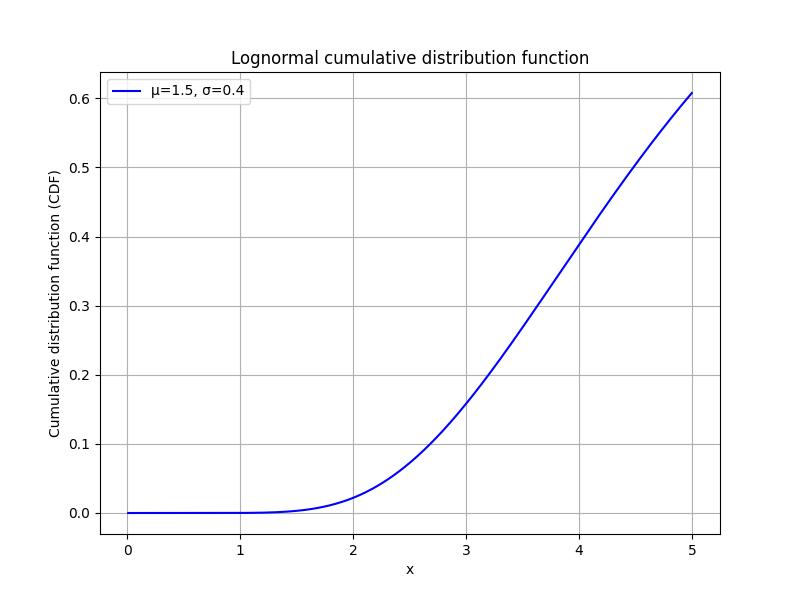 Lognormal cumulative distribution function
μ=1.5, σ=0.4
Cumulative distribution function (CDF)
0.6
0.5
0.4
0.3
0.2
0.1
0.0
0 1 2 3 4 5
x